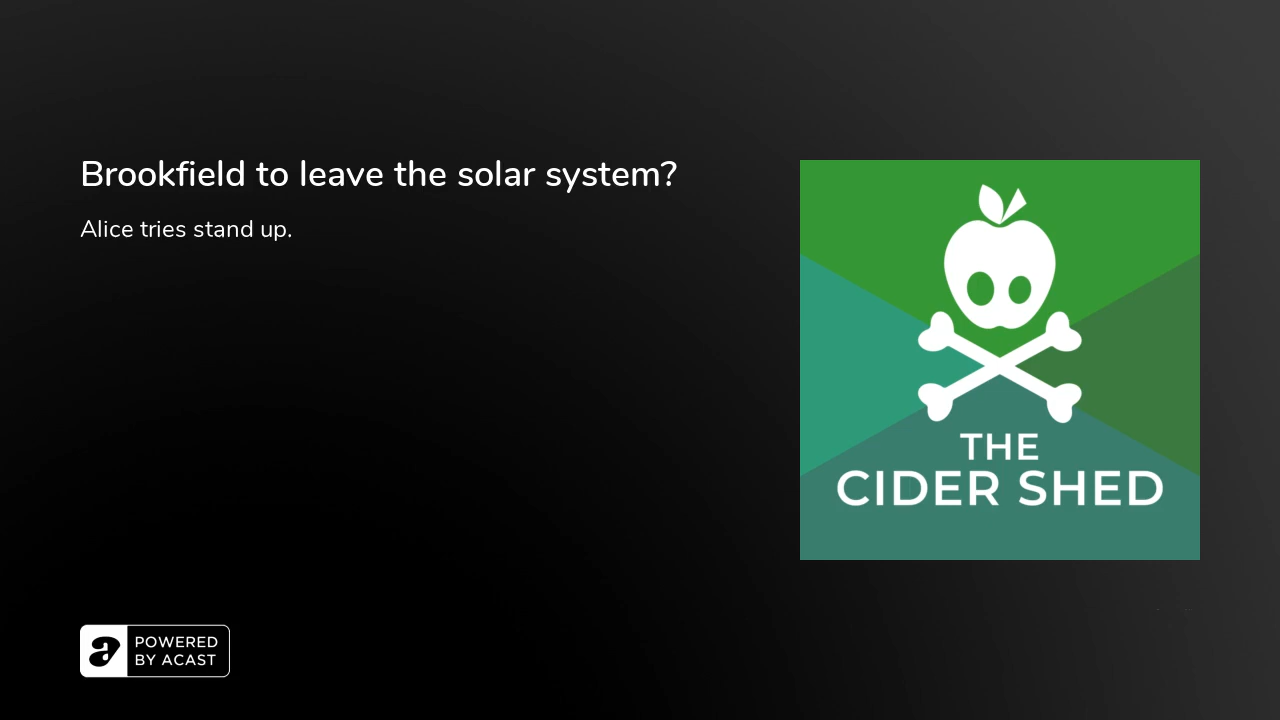 Brookfield to leave the solar system?
Alice tries stand up.
THE
CIDER SHED
POWERED
BY ACAST